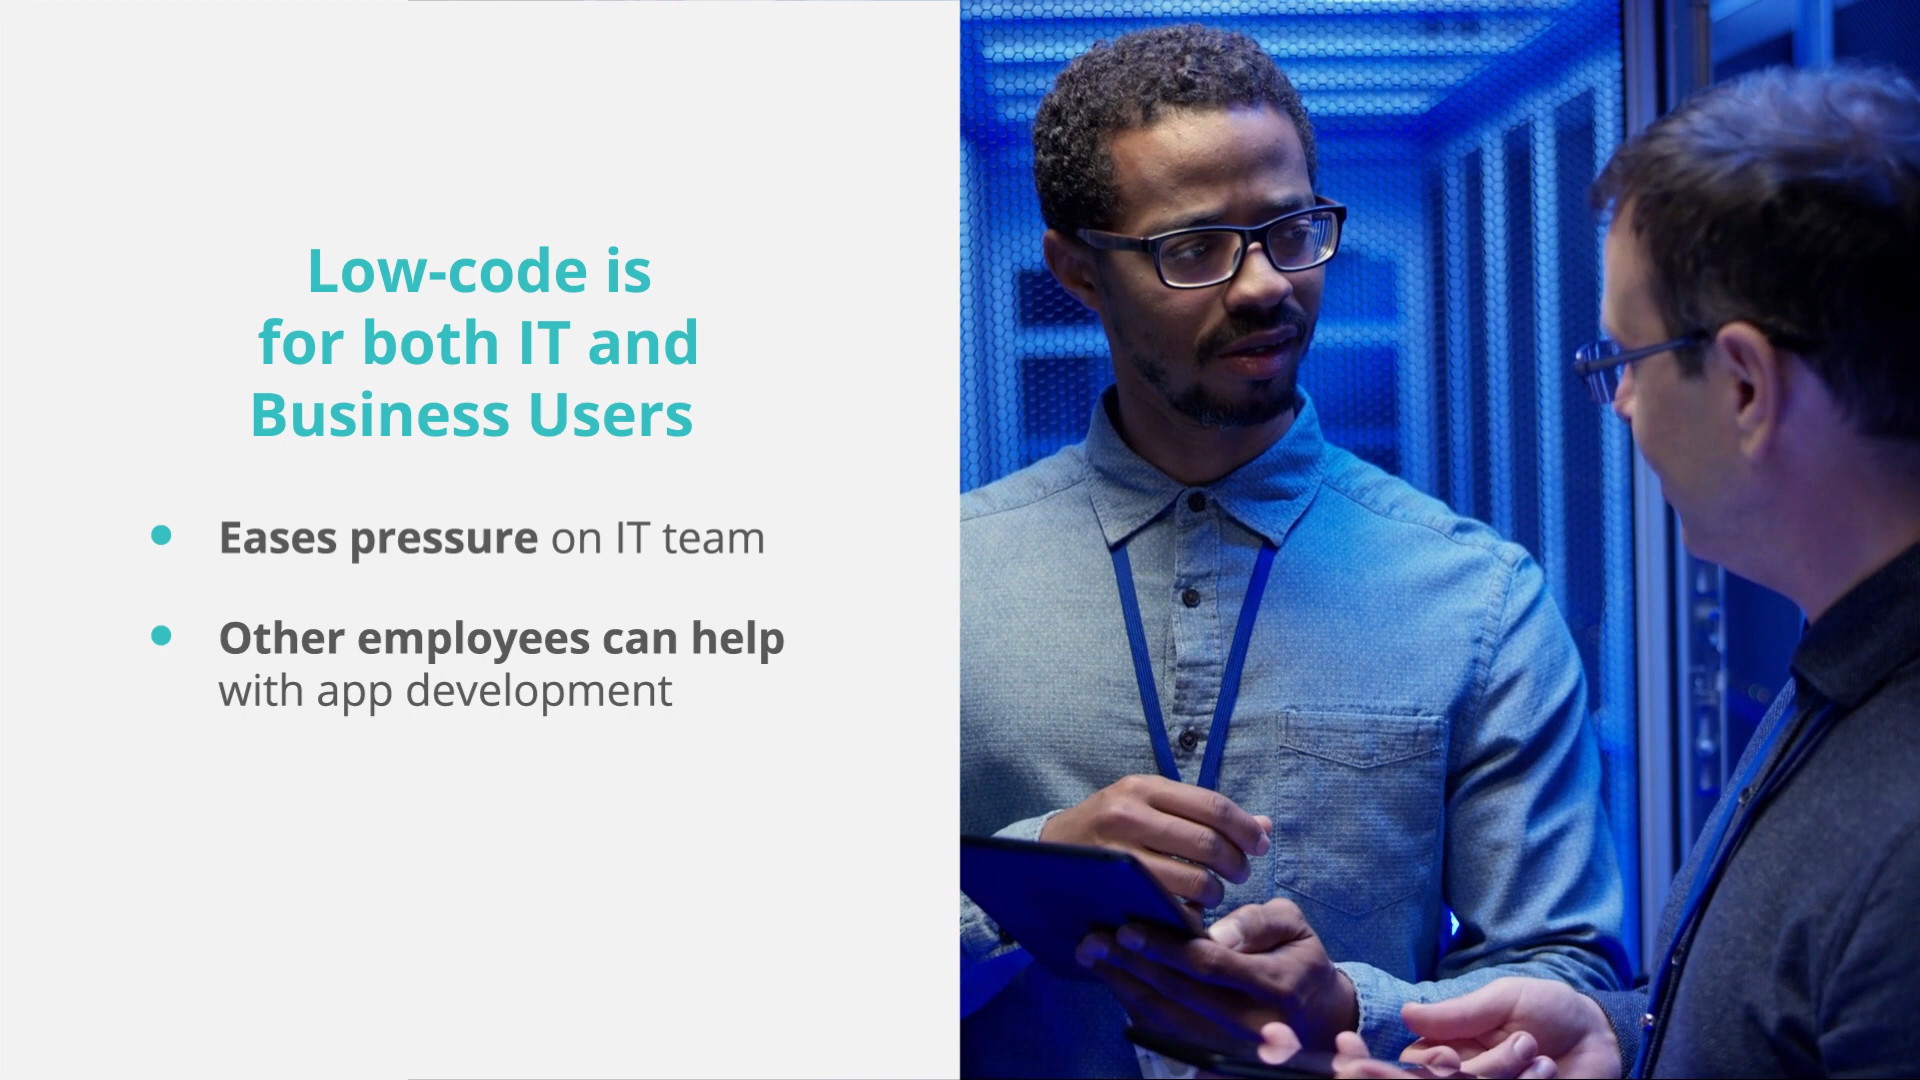 Low-code is
for both IT and
Business Users
Eases pressure on IT team
Other employees can help
with app development